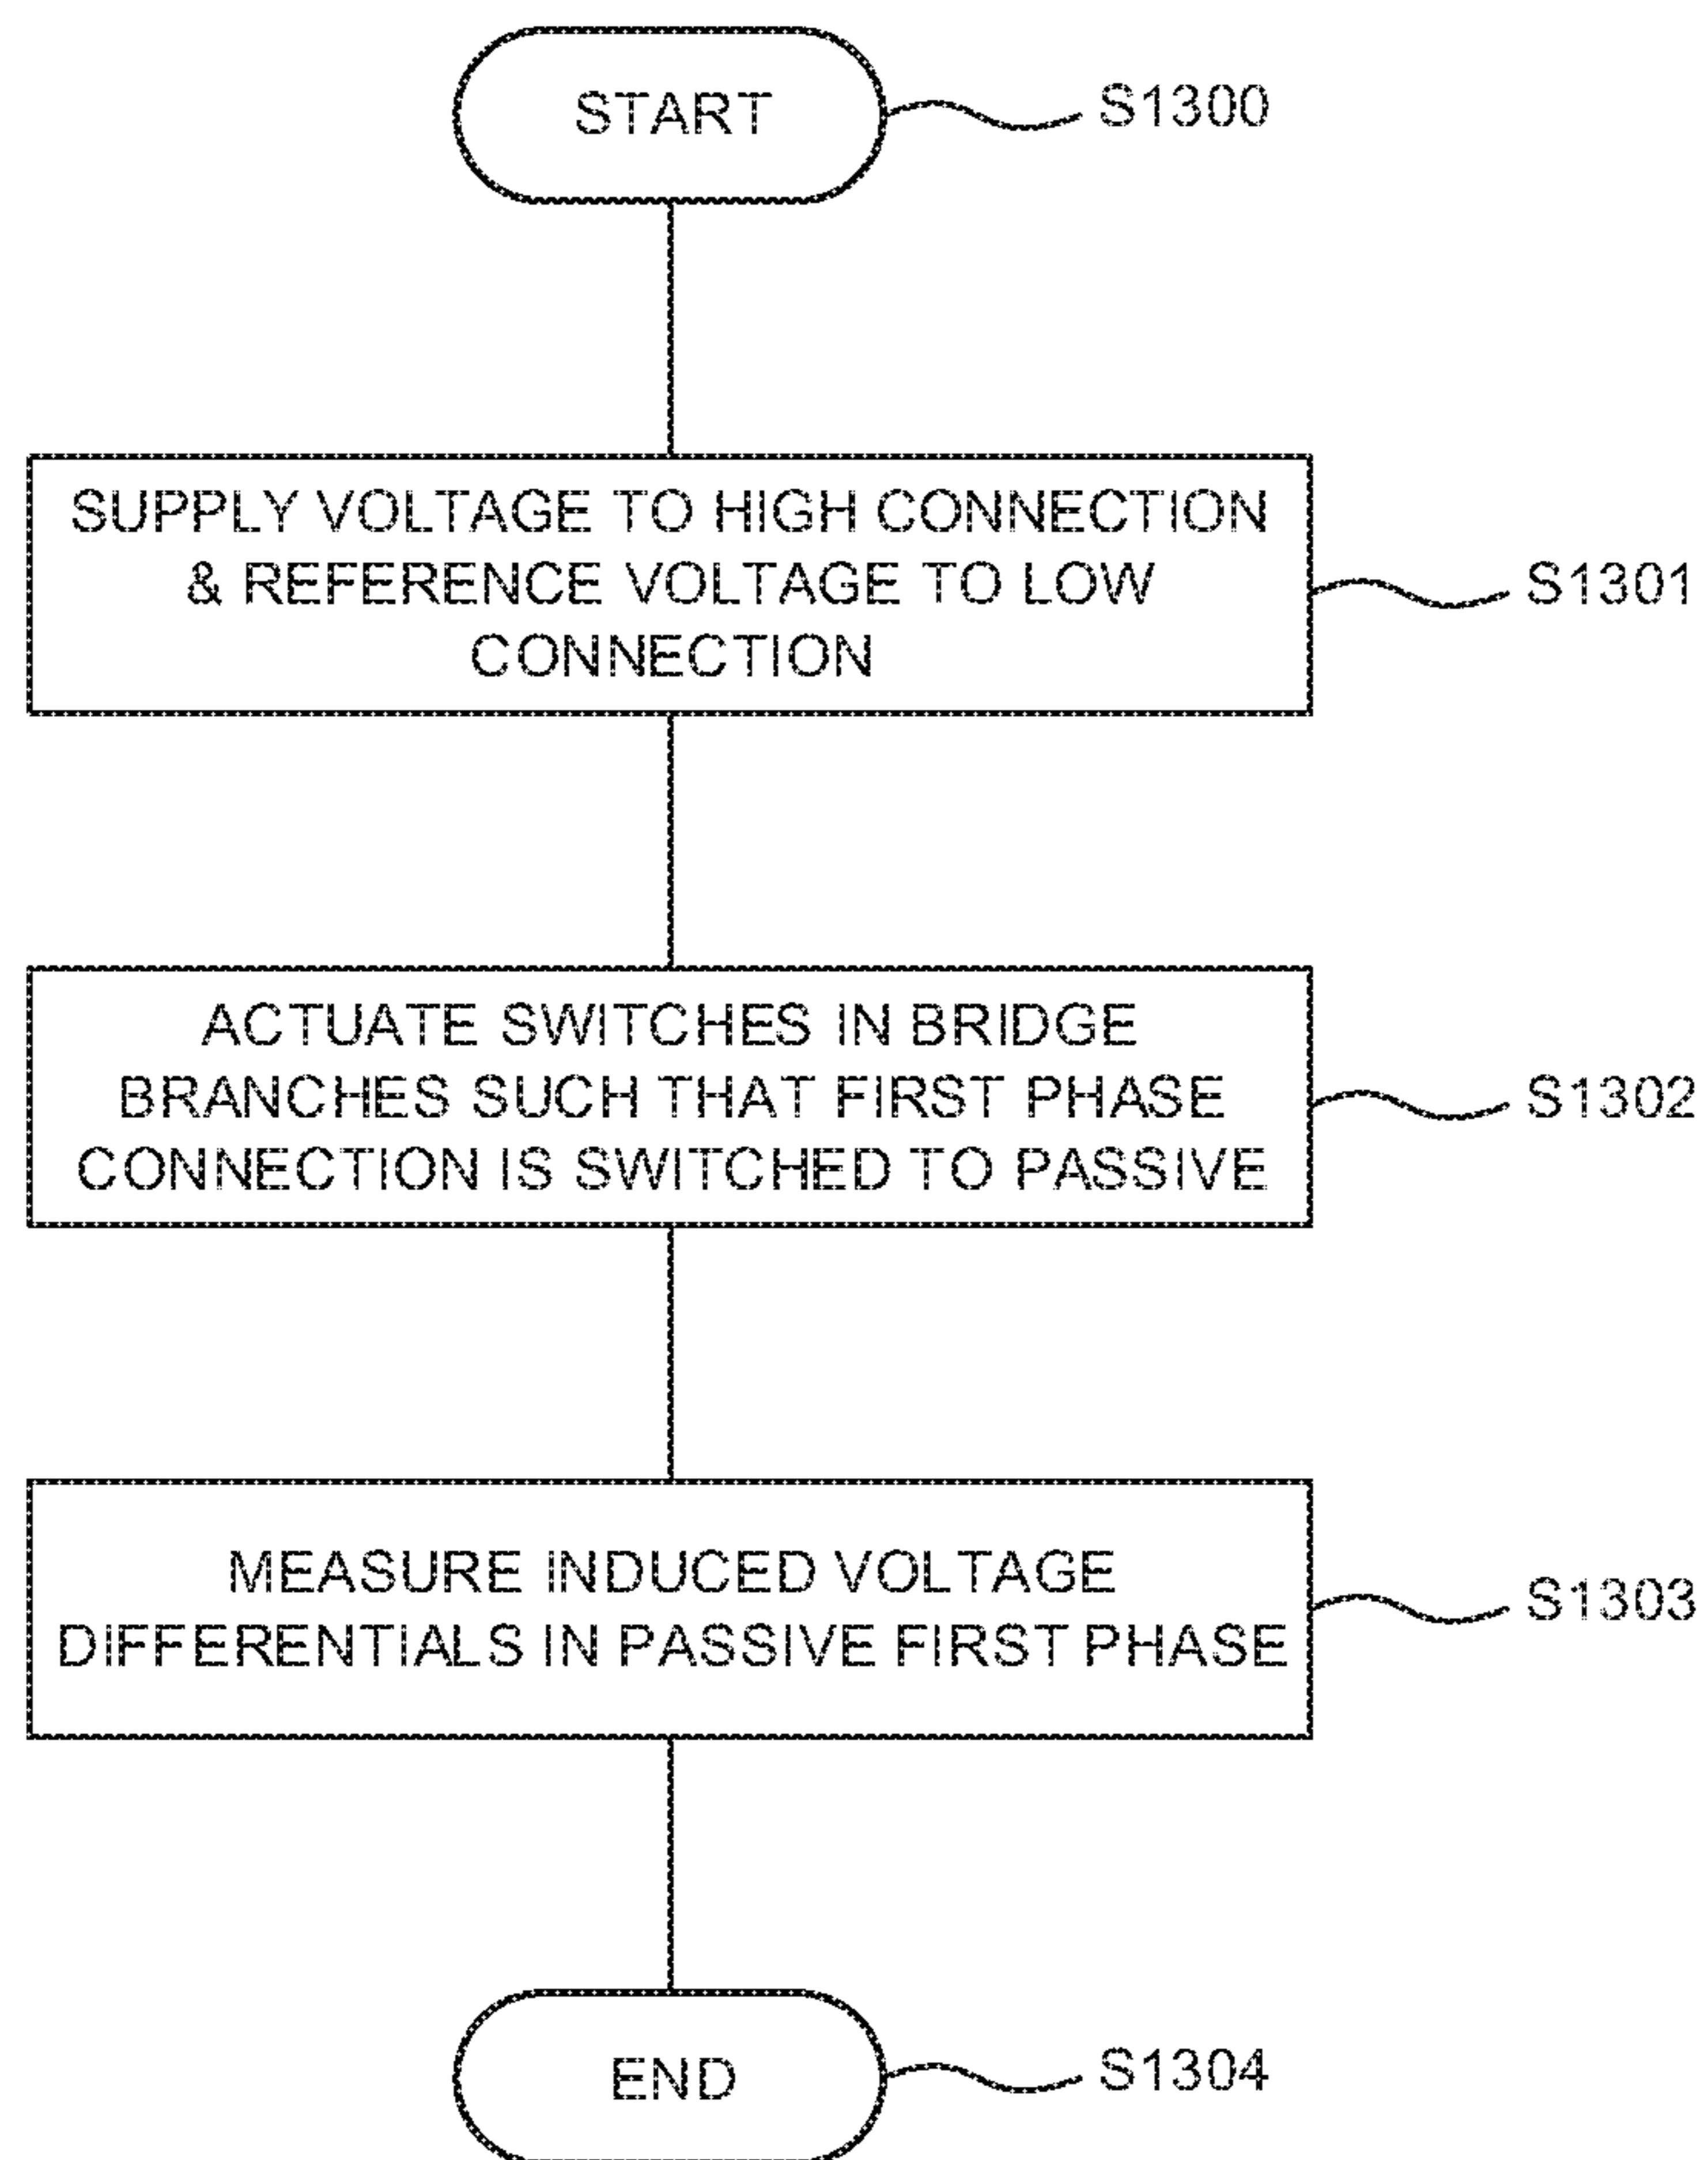 START
S1300
SUPPLY VOLTAGE TO HIGH CONNECTION
& REFERENCE VOLTAGE TO LOW
CONNECTION
S1301
ACTUATE SWITCHES IN BRIDGE
BRANCHES SUCH THAT FIRST PHASE
CONNECTION IS SWITCHED TO PASSIVE
S1302
MEASURE INDUCED VOLTAGE
DIFFERENTIALS IN PASSIVE FIRST PHASE
S1303
END
S1304